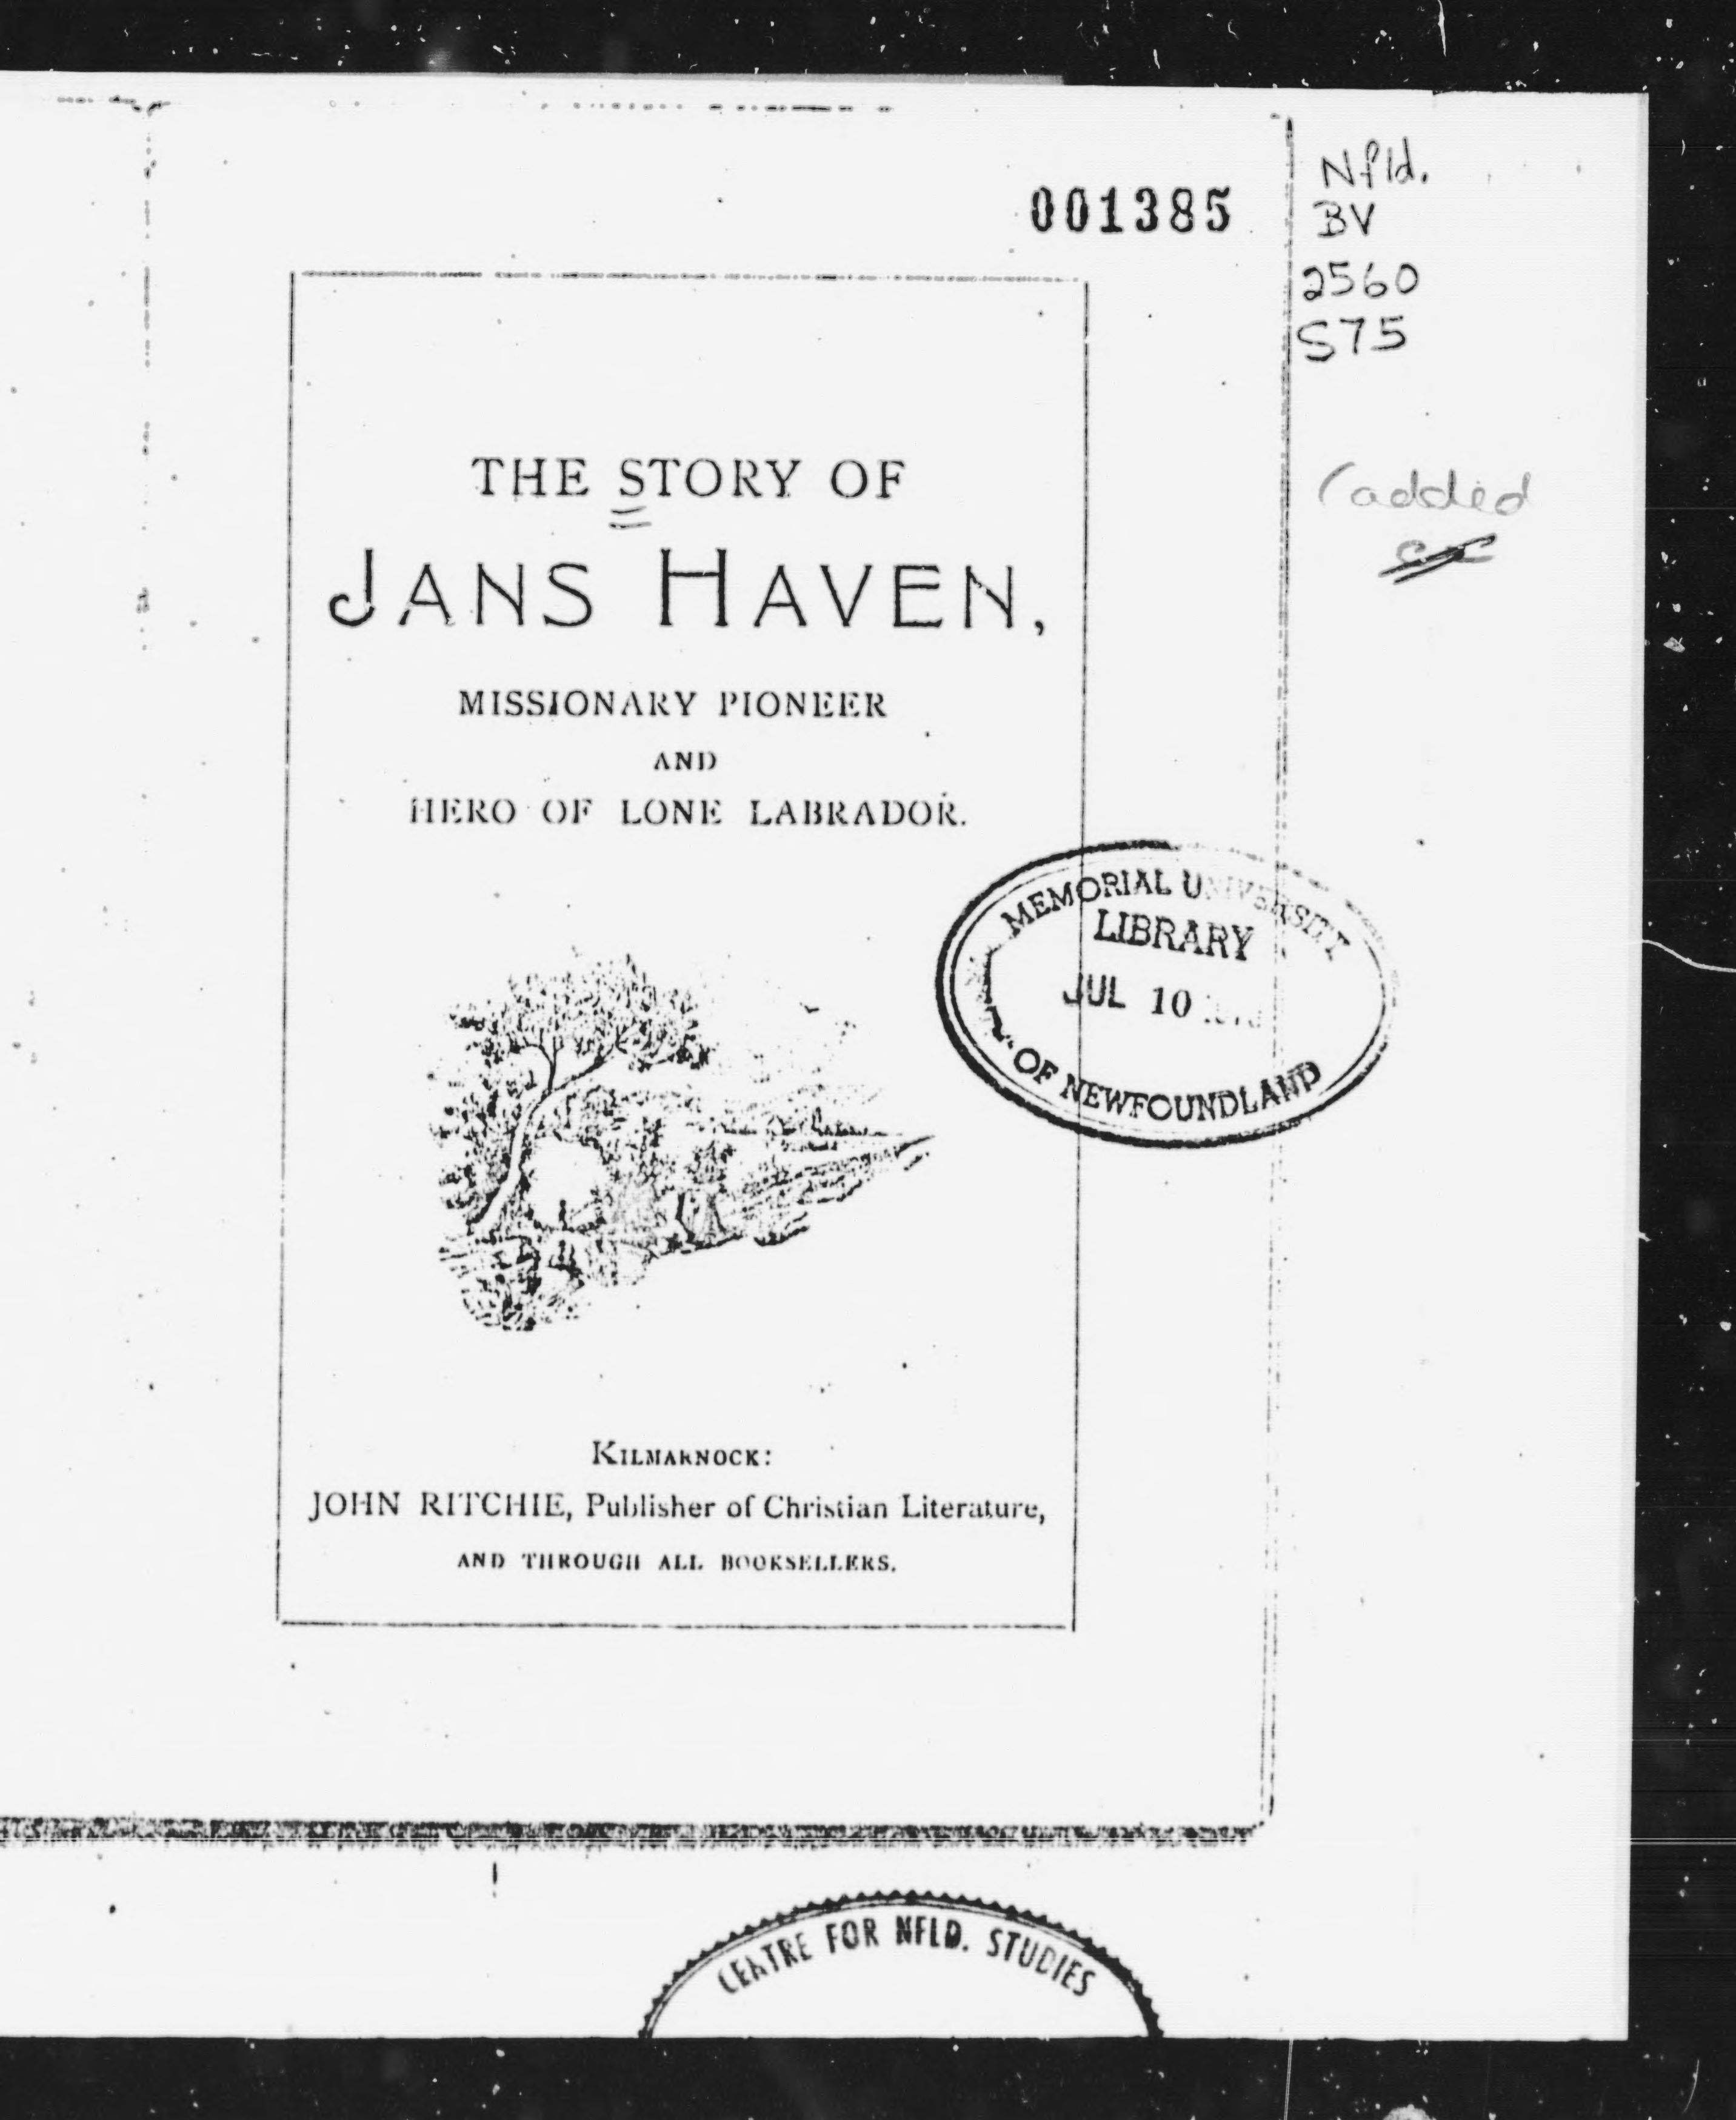 001385
Nfld.
BV
2560
S75
(added
THE STORY OF
JANS HAVEN,
MISSIONARY PIONEER
AND
HERO OF LONE LABRADOR.
MEMORIAL UNIVERSITY
LIBRARY
JUL 10
OF NEWFOUNDLAND
KILMARNOCK:
JOHN RITCHIE, Publisher of Christian Literature,
AND THROUGH ALL BOOKSELLERS.
CENTRE FOR NFLD. STUDIES